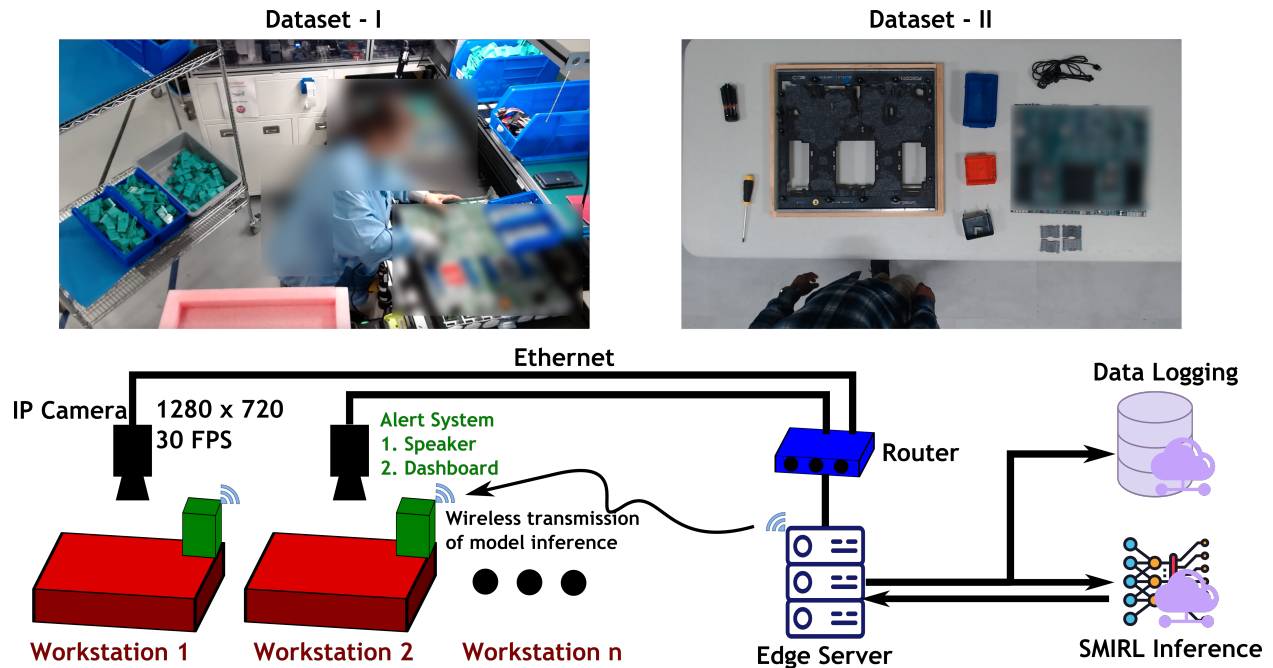 Dataset - I
Dataset - II
Ethernet
IP Camera
1280 x 720
30 FPS
Alert System
1. Speaker
2. Dashboard
Router
Data Logging
Wireless transmission
of model inference
Workstation 1
Workstation 2
Workstation n
Edge Server
SMIRL Inference